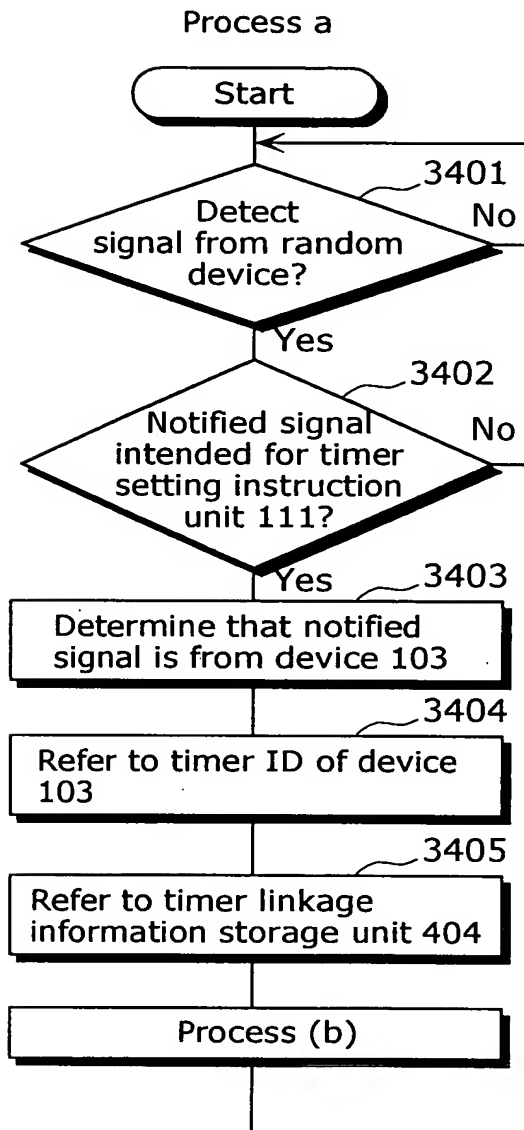 Process a
Start
3401
Detect
signal from random
device?
No
Yes
3402
Notified signal
intended for timer
setting instruction
unit 111?
No
Yes
3403
Determine that notified
signal is from device 103
3404
Refer to timer ID of device
103
3405
Refer to timer linkage
information storage unit 404
Process (b)